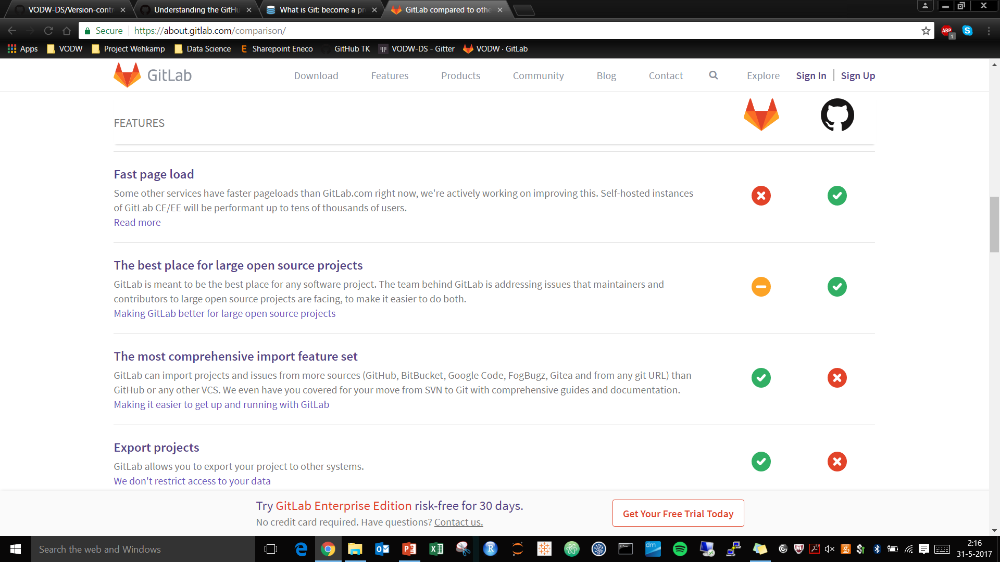 VODW-DS/Version-contr
Understanding the GitHu
What is Git: become a pr
GitLab compared to othe
Secure
https://about.gitlab.com/comparison/
ABP
1
Apps
VODW
Project Wehkamp
Data Science
Sharepoint Eneco
GitHub TK
VODW-DS - Gitter
VODW · GitLab
GitLab
Download
Features
Products
Community
Blog
Contact
Explore
Sign In
Sign Up
FEATURES
Fast page load
Some other services have faster pageloads than GitLab.com right now, we're actively working on improving this. Self-hosted instances
of GitLab CE/EE will be performant up to tens of thousands of users.
Read more
The best place for large open source projects
GitLab is meant to be the best place for any software project. The team behind GitLab is addressing issues that maintainers and
contributors to large open source projects are facing, to make it easier to do both.
Making GitLab better for large open source projects
The most comprehensive import feature set
GitLab can import projects and issues from more sources (GitHub, BitBucket, Google Code, FogBugz, Gitea and from any git URL) than
GitHub or any other VCS. We even have you covered for your move from SVN to Git with comprehensive guides and documentation.
Making it easier to get up and running with GitLab
Export projects
GitLab allows you to export your project to other systems.
We don't restrict access to your data
Try GitLab Enterprise Edition risk-free for 30 days.
No credit card required. Have questions? Contact us.
Get Your Free Trial Today
Search the web and Windows
dm
2:16
31-5-2017